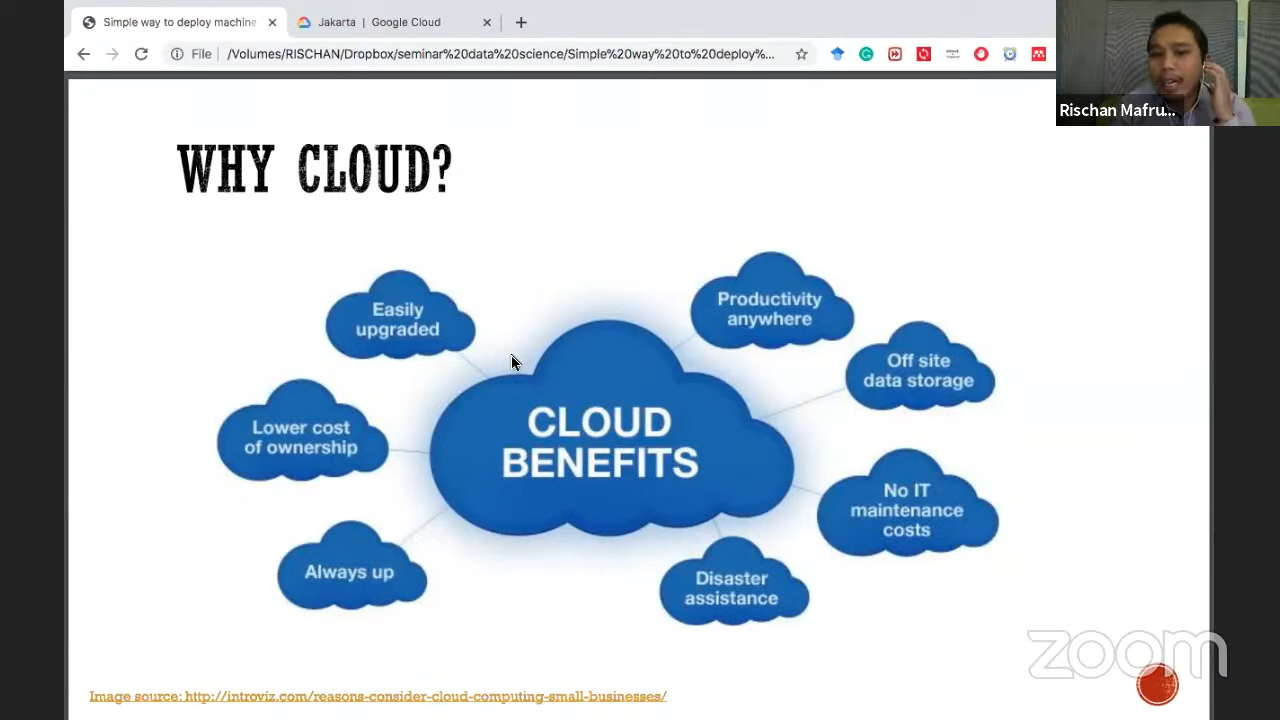 Simple way to deploy machine
Jakarta | Google Cloud
File
/Volumes/RISCHAN/Dropbox/seminar%20data%20science/Simple%20way%20to%20deploy%...
Rischan Mafru...
WHY CLOUD?
Easily
upgraded
Productivity
anywhere
Off site
data storage
Lower cost
of ownership
CLOUD
BENEFITS
No IT
maintenance
costs
Always up
Disaster
assistance
zoom
Image source: http://introviz.com/reasons-consider-cloud-computing-small-businesses/